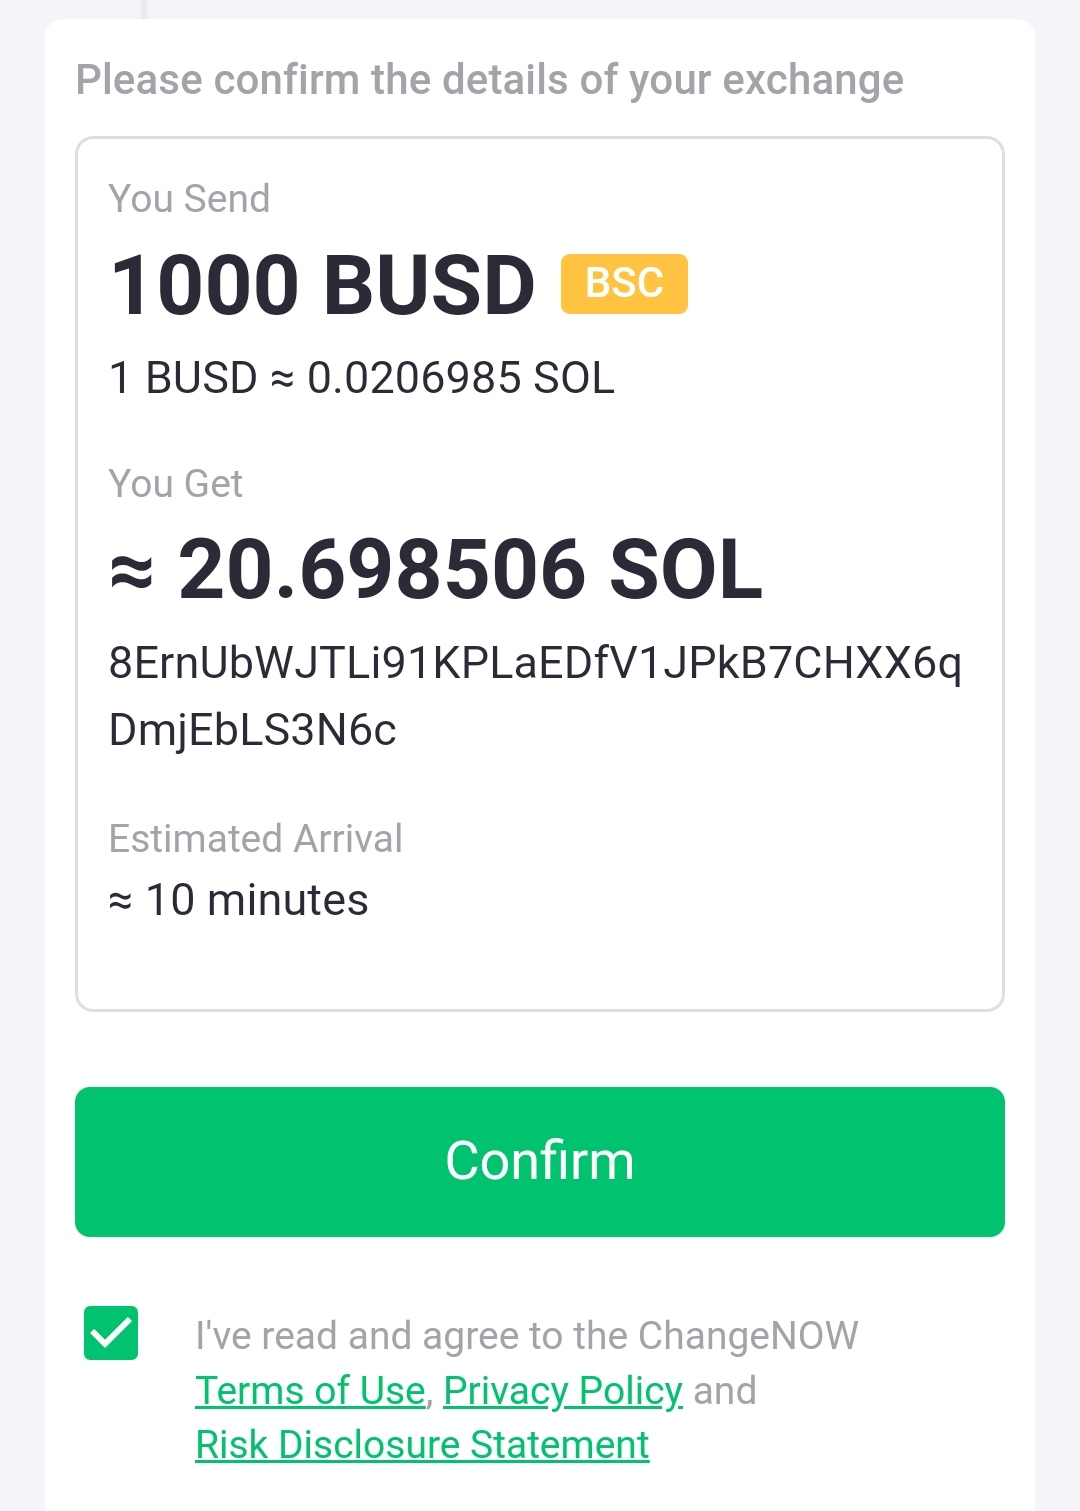 Please confirm the details of your exchange
You Send
1000 BUSD BSC
1 BUSD ≈ 0.0206985 SOL
You Get
≈ 20.698506 SOL
8ErnUbWJTLi91KPLaEDfV1JPkB7CHXX6q
DmjEbLS3N6c
Estimated Arrival
≈ 10 minutes
Confirm
I've read and agree to the ChangeNOW
Terms of Use, Privacy Policy and
Risk Disclosure Statement